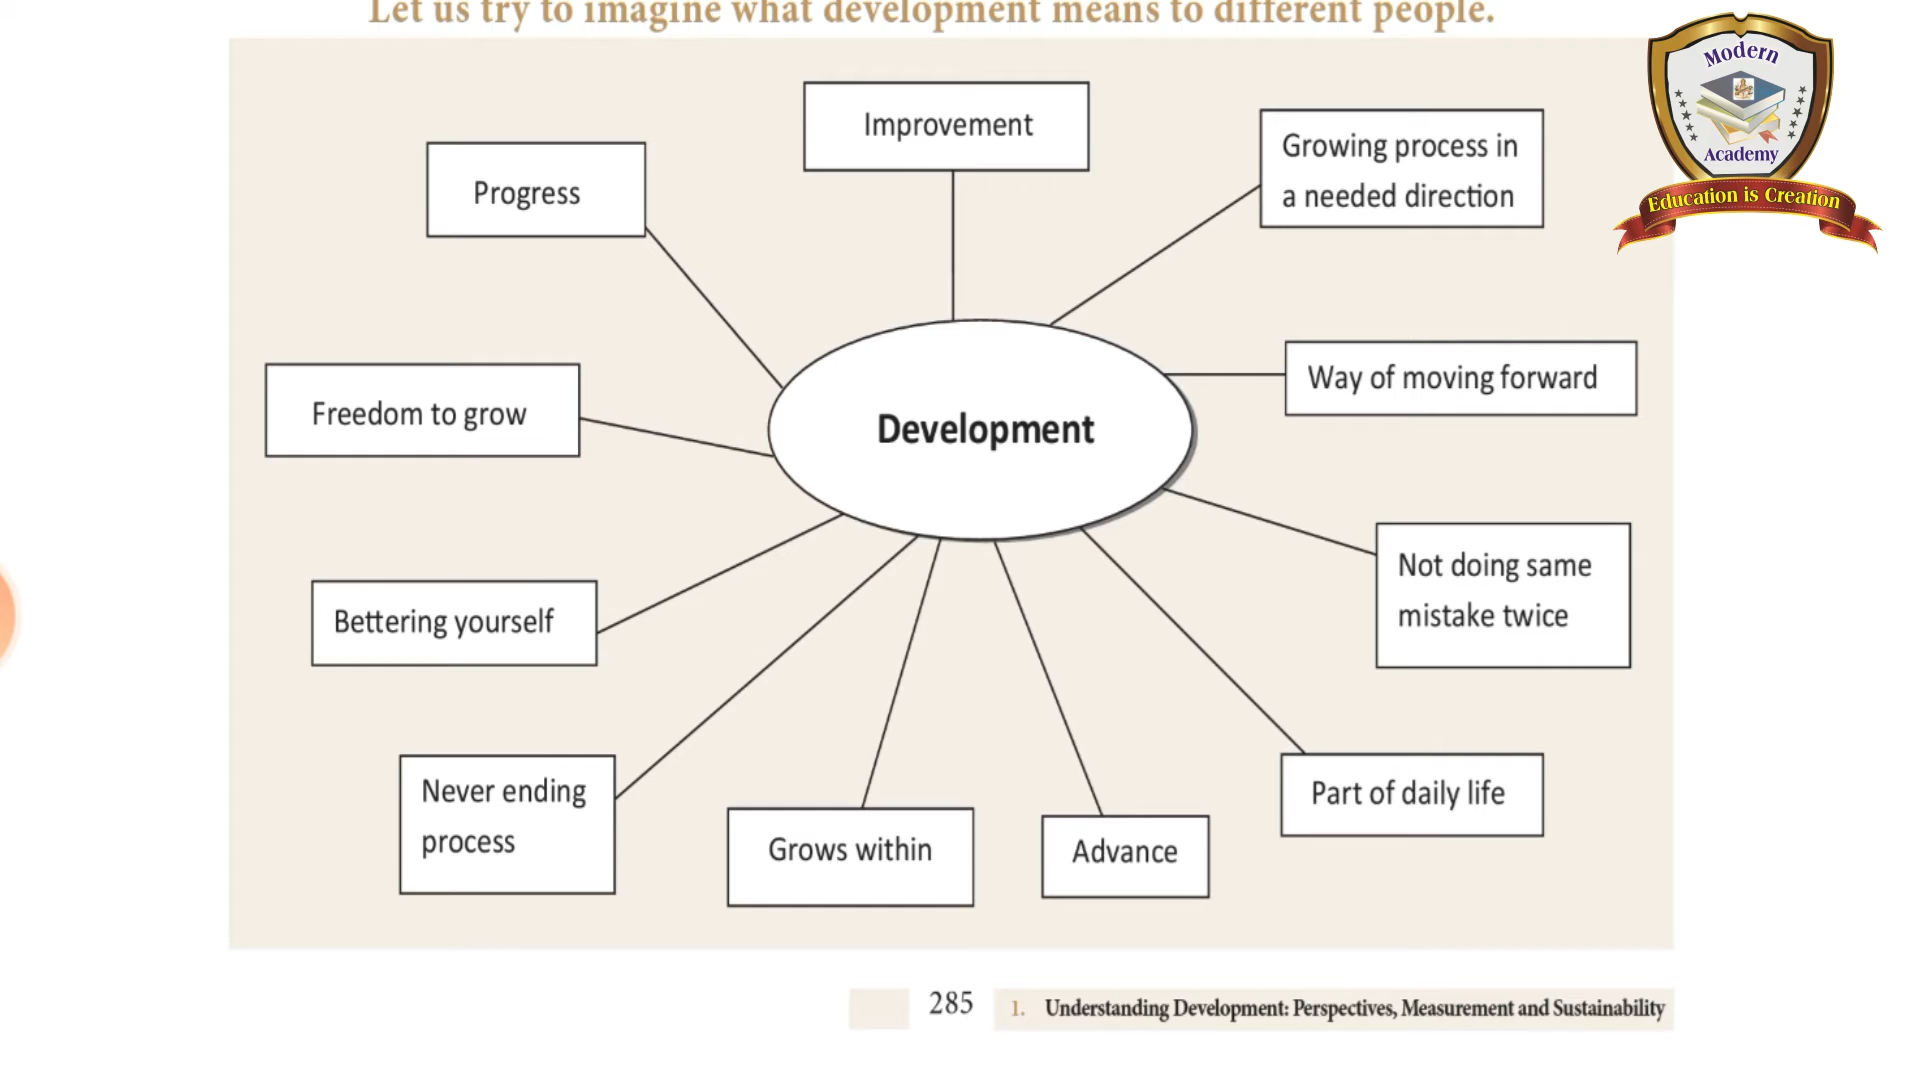 Let us try to imagine what development means to different people.
Modern
Academy
Education is Creation
Improvement
Progress
Growing process in
a needed direction
Way of moving forward
Freedom to grow
Development
Not doing same
mistake twice
Bettering yourself
Part of daily life
Never ending
process
Grows within
Advance
285
1. Understanding Development: Perspectives, Measurement and Sustainability